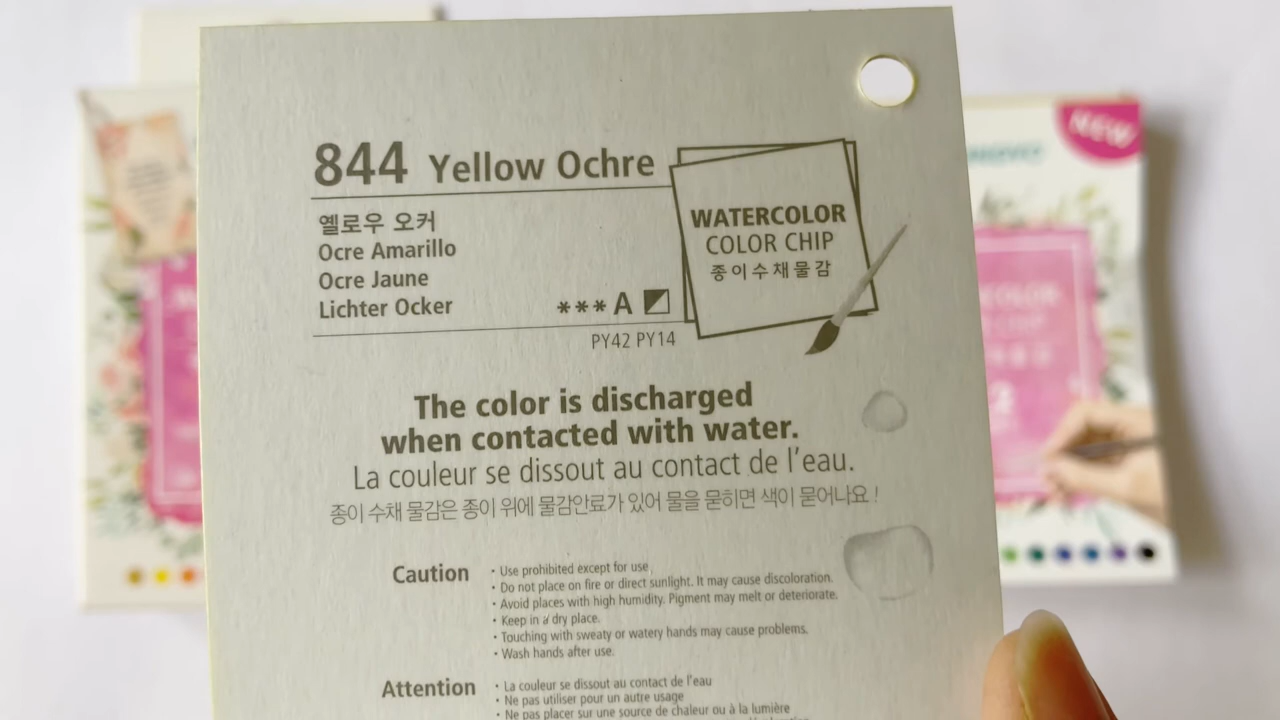 844 Yellow Ochre
옐로우 오커
Ocre Amarillo
Ocre Jaune
Lichter Ocker
***A
PY42 PY14
WATERCOLOR
COLOR CHIP
종이수채물감
The color is discharged
when contacted with water.
La couleur se dissout au contact de l'eau.
종이 수채 물감은 종이 위에 물감안료가 있어 물을 묻히면 색이 묻어나요 !
Caution
• Use prohibited except for use
• Do not place on fire or direct sunlight. It may cause discoloration.
• Avoid places with high humidity. Pigment may melt or deteriorate.
• Keep in a dry place.
• Touching with sweaty or watery hands may cause problems.
• Wash hands after use.
Attention
• La couleur se dissout au contact de l'eau
• Ne pas utiliser pour un autre usage
• Ne pas placer sur une source de chaleur ou à la lumière
NEW